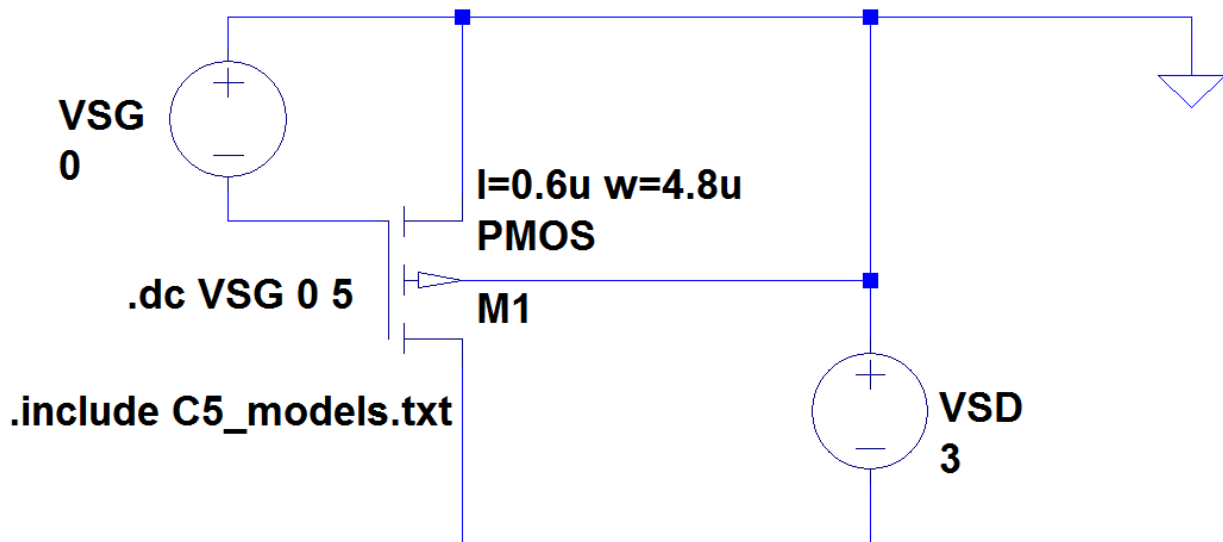 VSG
0
l=0.6u w=4.8u
PMOS
.dc VSG 0 5
M1
.include C5_models.txt
VSD
3